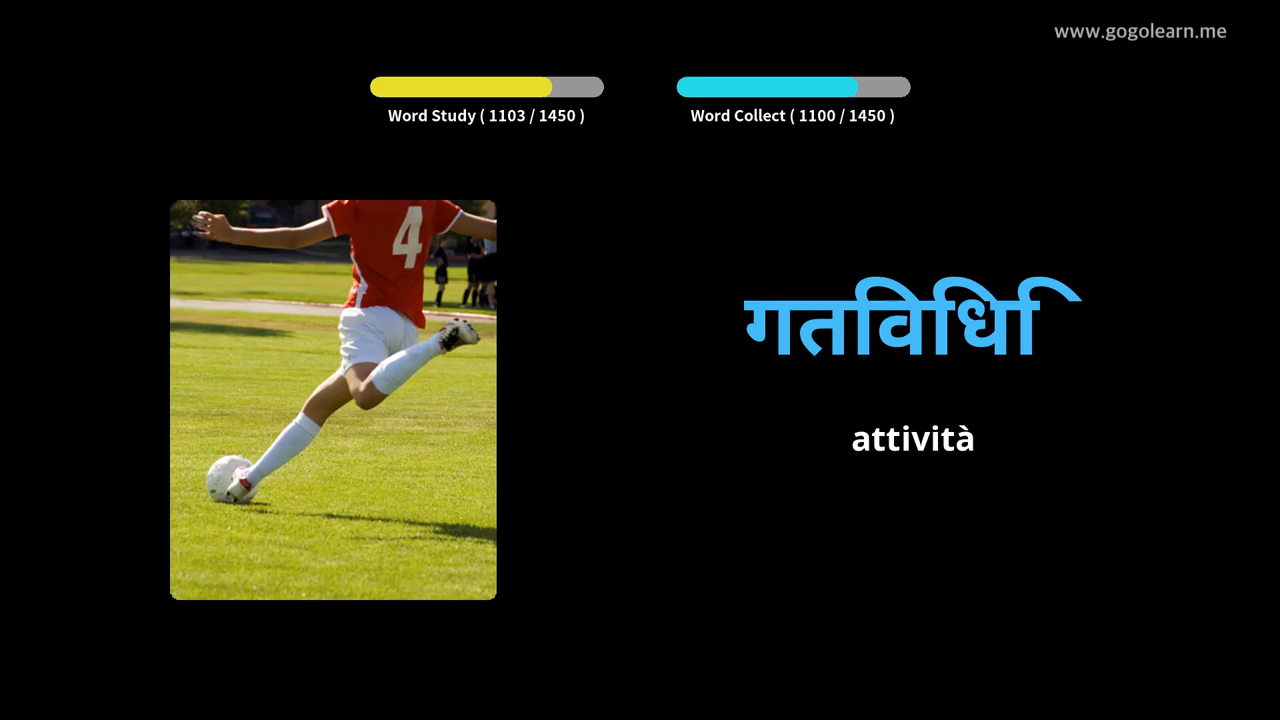 www.gogolearn.me
Word Study ( 1103 / 1450 )
Word Collect ( 1100 / 1450 )
गतिविधि
attività
4